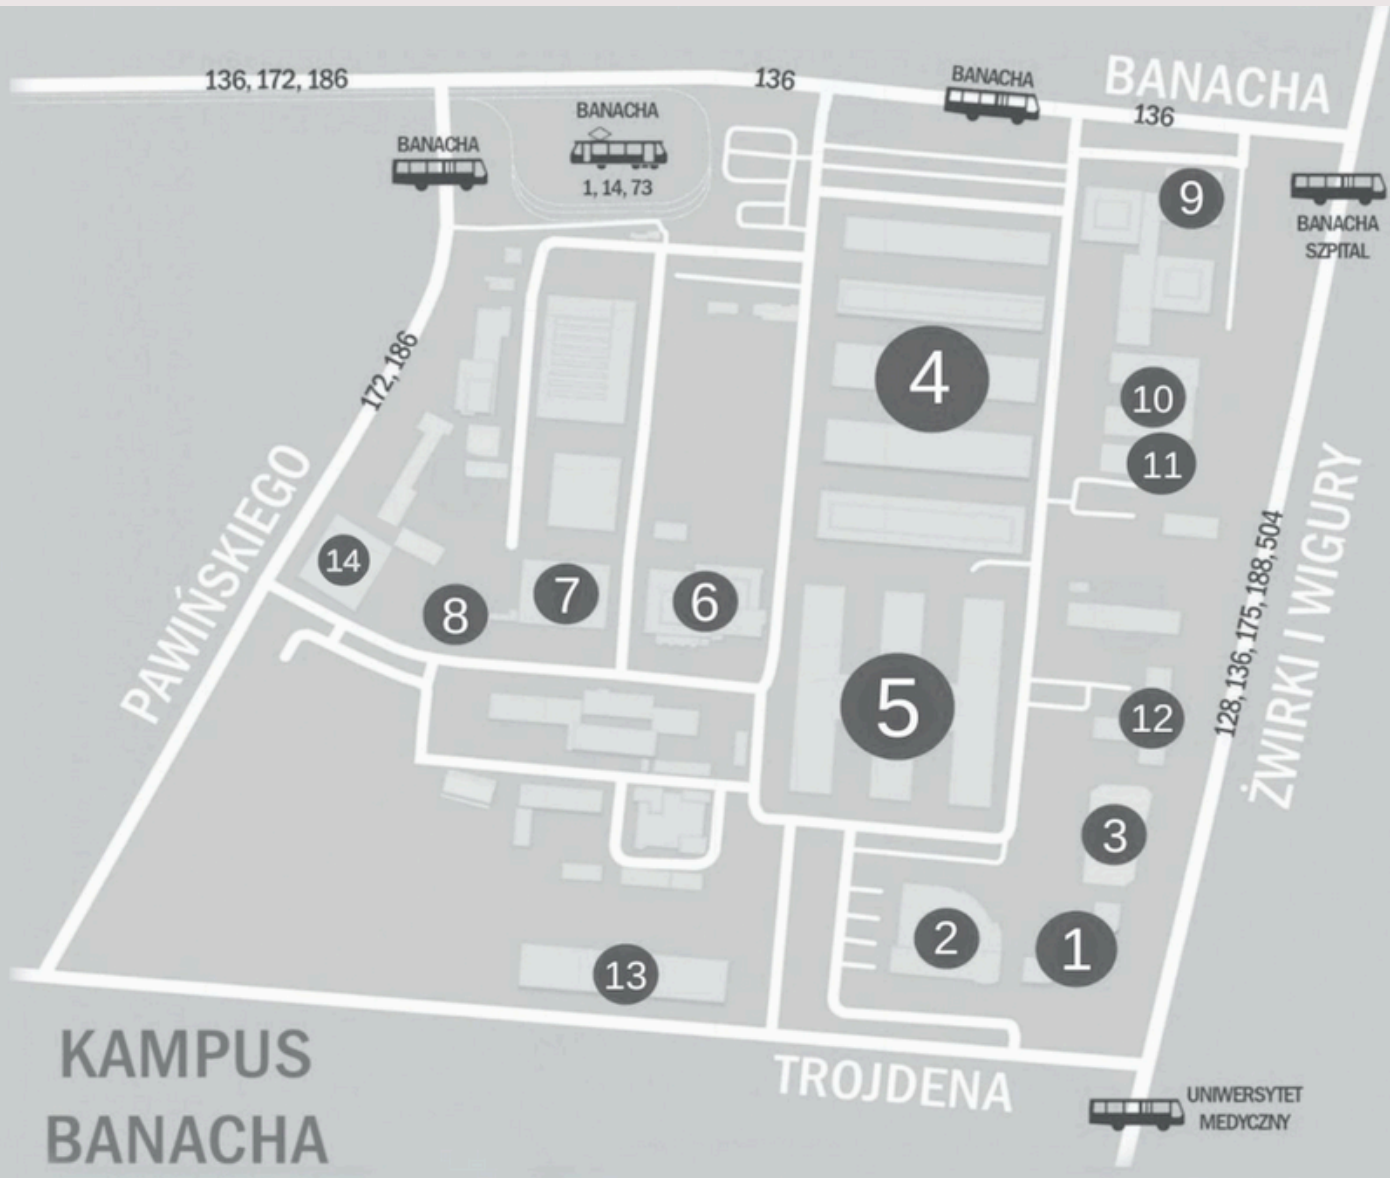 BANACHA
BANACHA
136, 172, 186
136
136
BANACHA
1, 14, 73
BANACHA
9
BANACHA
SZPITAL
172, 186
4
10
11
PAWIŃSKIEGO
ŻWIRKI I WIGURY
128, 136, 175, 188, 504
14
8
7
6
5
12
3
2
1
13
TROJDENA
KAMPUS
BANACHA
UNIWERSYTET
MEDYCZNY